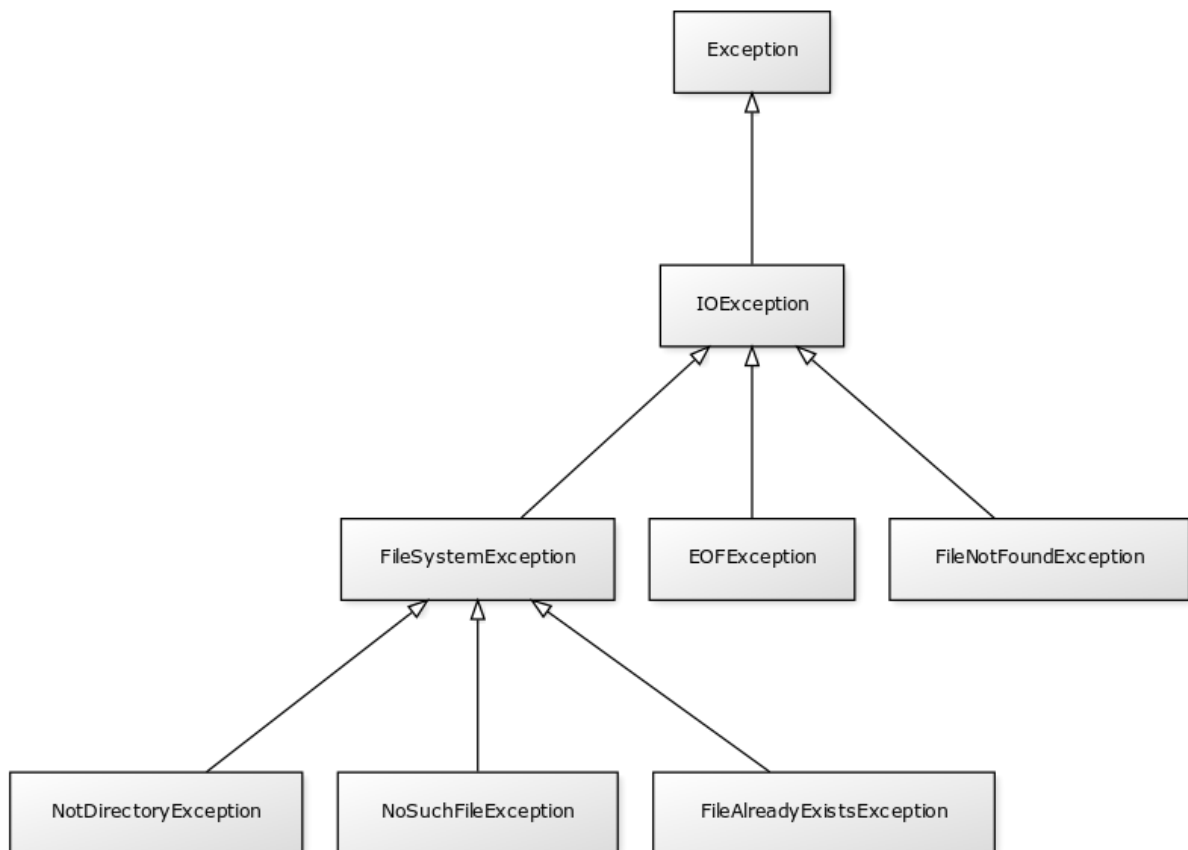 Exception
IOException
FileSystemException
EOFException
FileNotFoundException
NotDirectoryException
NoSuchFileException
FileAlreadyExistsException